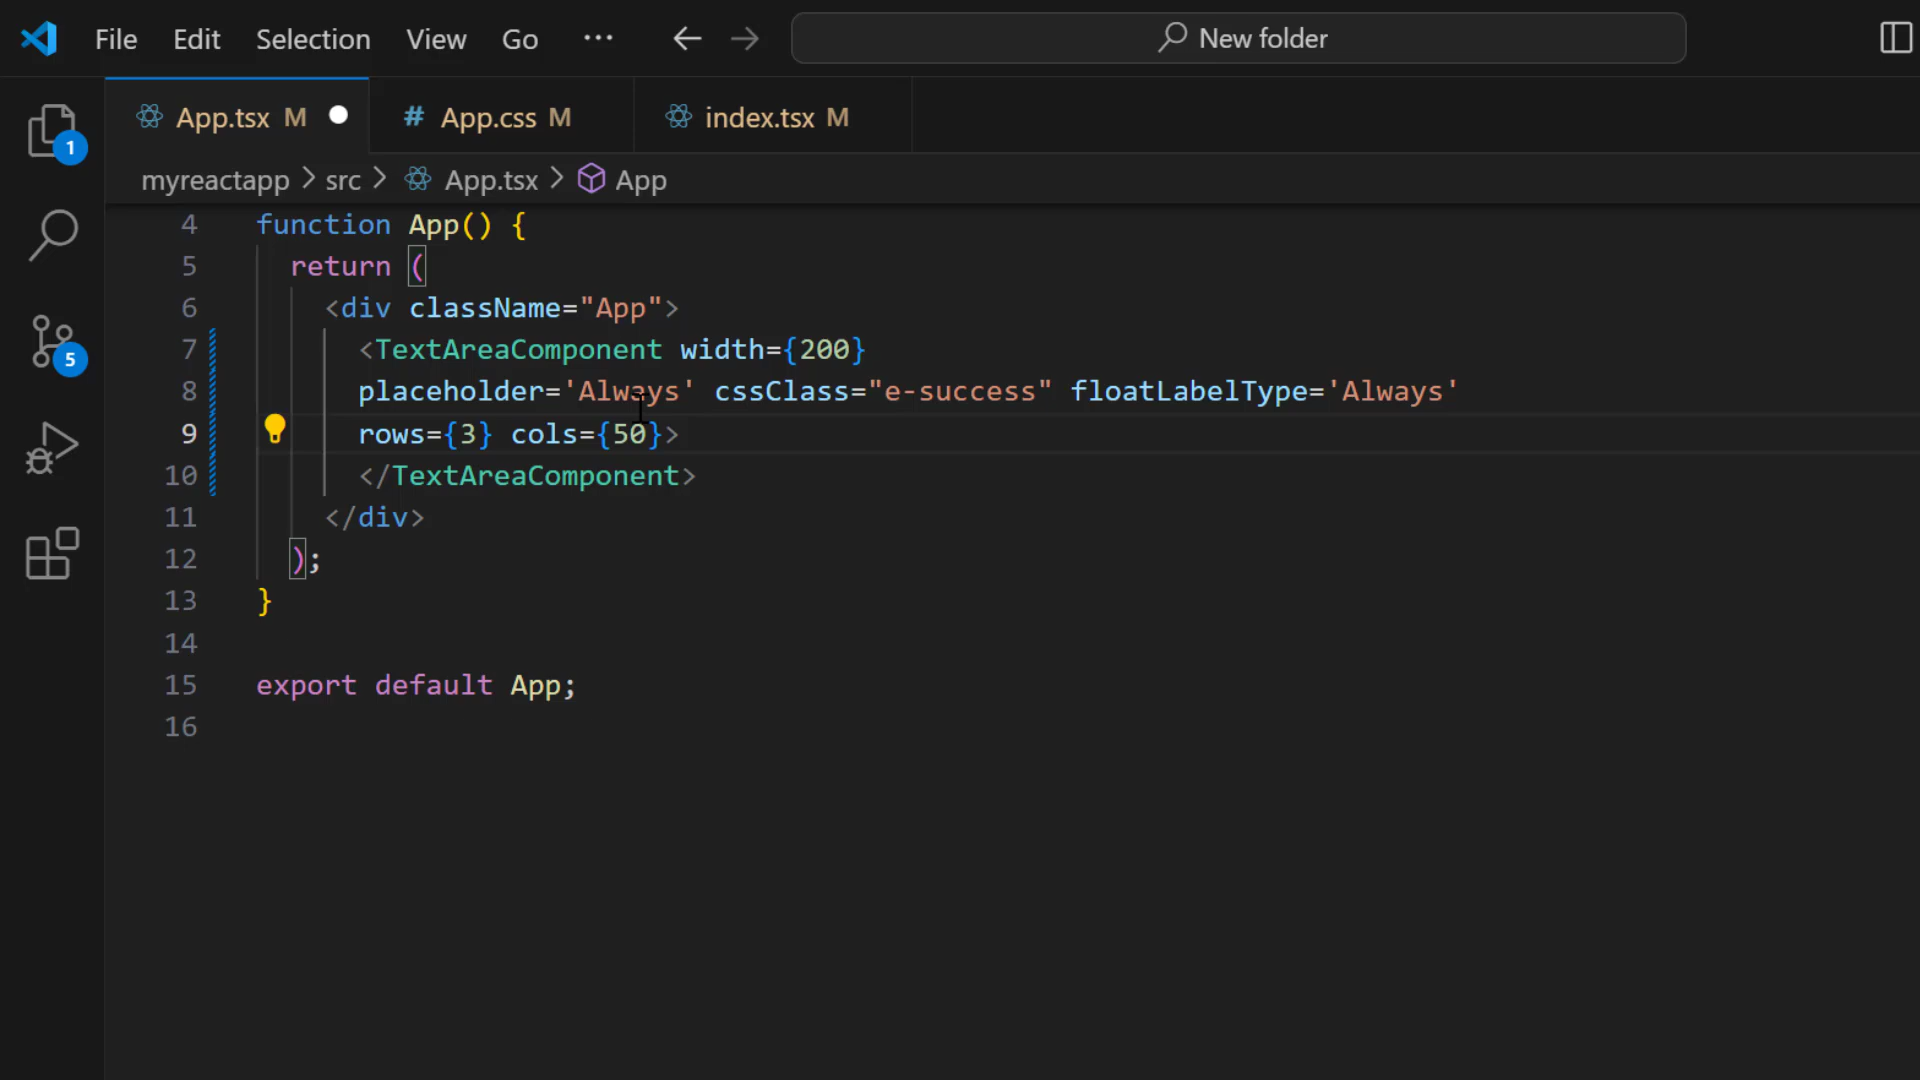 File Edit Selection View Go ··· New folder
1
App.tsx M # App.css M index.tsx M
myreactapp > src > App.tsx > App
4 function App() {
5 return (
6 <div className="App">
7 <TextAreaComponent width={200}
8 placeholder='Always' cssClass="e-success" floatLabelType='Always'
9 rows={3} cols={50}>
10 </TextAreaComponent>
11 </div>
12 );
13 }
14
15 export default App;
16
5